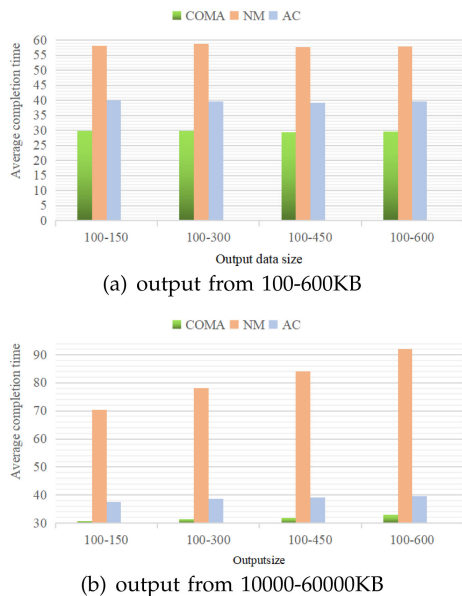 COMA NM AC
Average completion time
60
55
50
45
40
35
30
25
20
15
10
5
0
100-150 100-300 100-450 100-600
Output data size
(a) output from 100-600KB
COMA NM AC
Average completion time
90
80
70
60
50
40
30
100-150 100-300 100-450 100-600
Outputsize
(b) output from 10000-60000KB